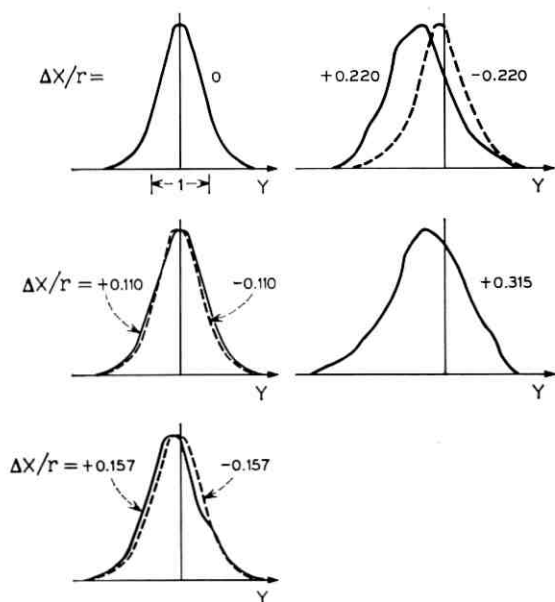 ΔX/r =
0
1
Y
+0.220
-0.220
Y
ΔX/r = +0.110
-0.110
Y
+0.315
Y
ΔX/r = +0.157
-0.157
Y